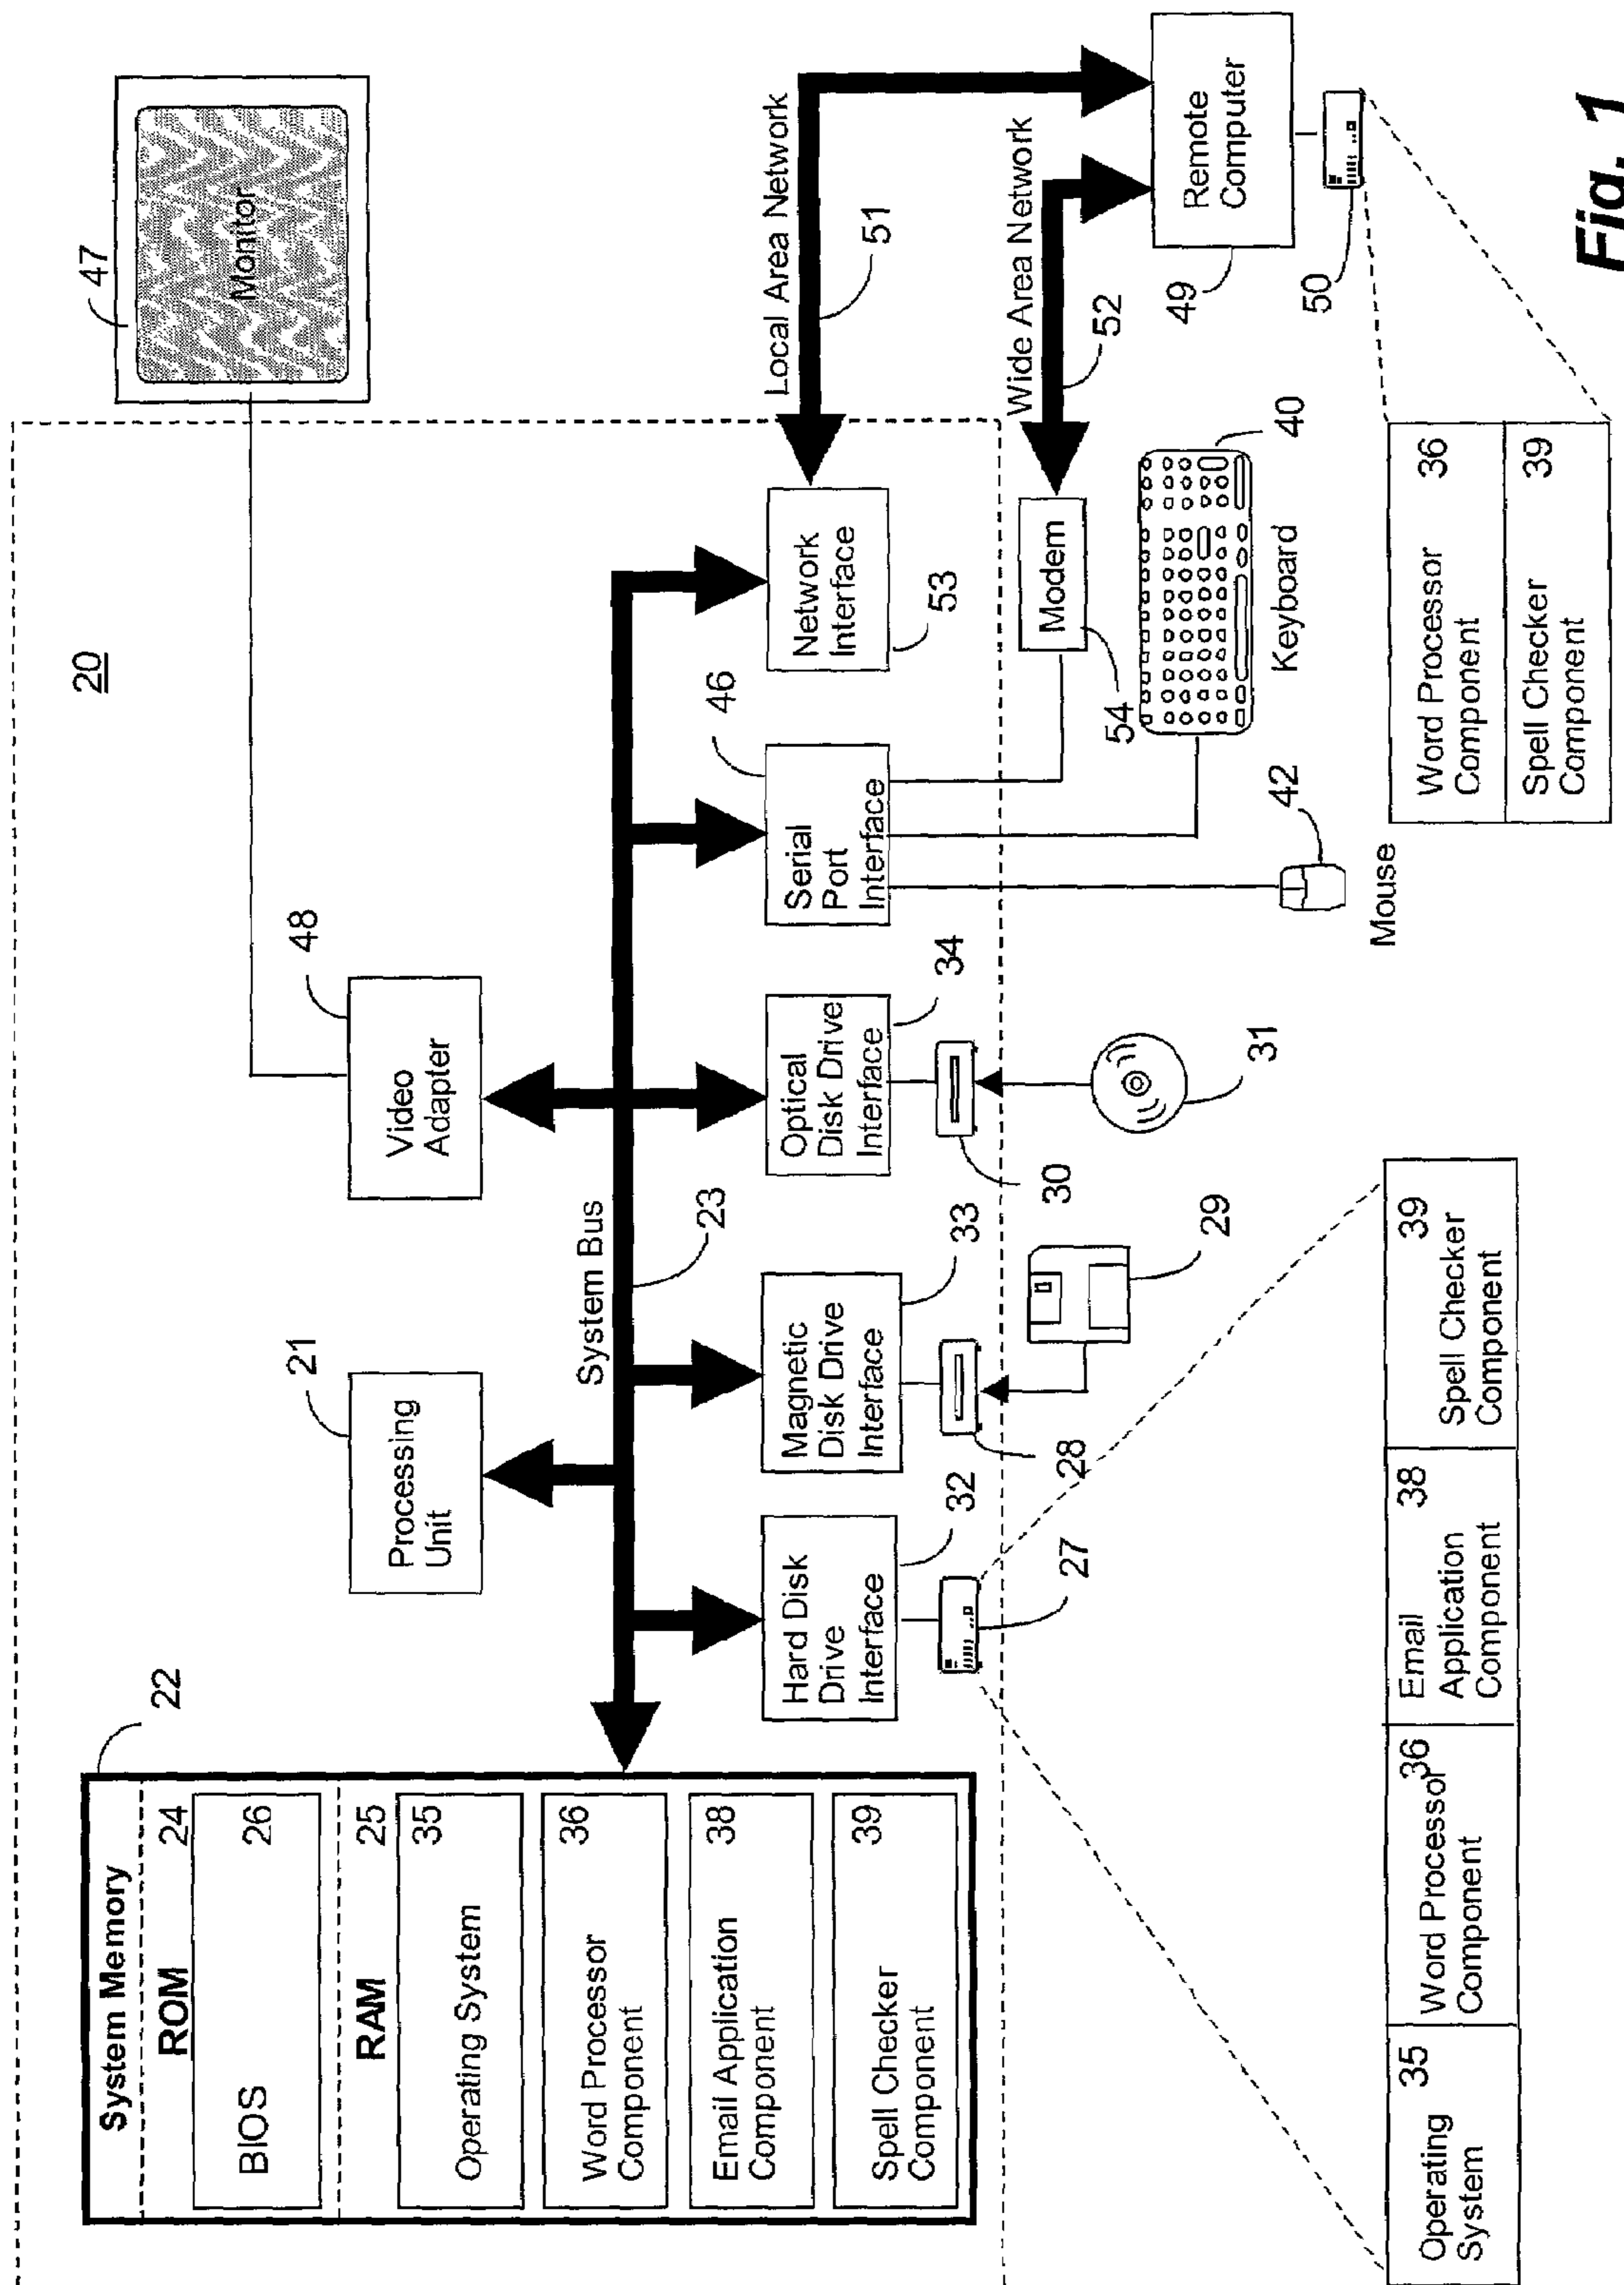 20
System Memory
ROM
24
BIOS
26
RAM
25
Operating System
35
Word Processor
Component
36
Email Application
Component
38
Spell Checker
Component
39
22
Processing
Unit
21
Video
Adapter
48
47
Monitor
System Bus
23
Hard Disk
Drive
Interface
32
Magnetic
Disk Drive
Interface
33
Optical
Disk Drive
Interface
34
Serial
Port
Interface
46
Network
Interface
53
Local Area Network
51
27
28
30
29
31
Modem
54
Wide Area Network
52
Keyboard
40
Mouse
42
Remote
Computer
49
50
Operating
System
35
Word Processor
Component
36
Email
Application
Component
38
Spell Checker
Component
39
Word Processor
Component
36
Spell Checker
Component
39
Fig. 1